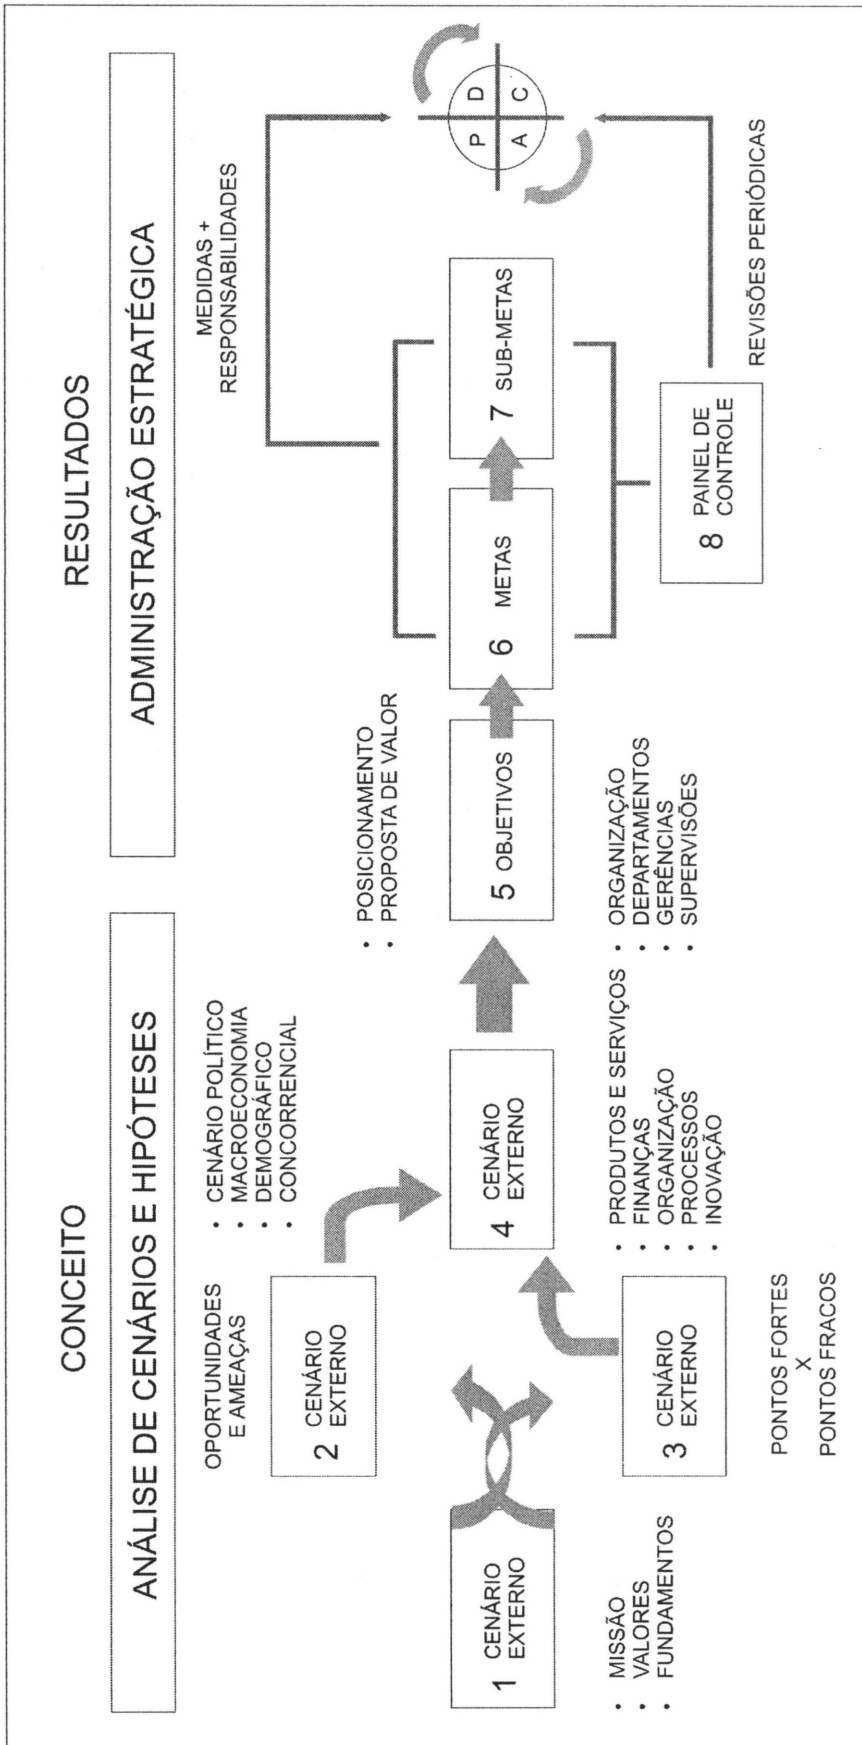 CONCEITO
ANÁLISE DE CENÁRIOS E HIPÓTESES
RESULTADOS
ADMINISTRAÇÃO ESTRATÉGICA
OPORTUNIDADES
E AMEAÇAS
• CENÁRIO POLÍTICO
• MACROECONOMIA
• DEMOGRÁFICO
• CONCORRENCIAL
2 CENÁRIO
EXTERNO
1 CENÁRIO
EXTERNO
• MISSÃO
• VALORES
• FUNDAMENTOS
3 CENÁRIO
EXTERNO
PONTOS FORTES
X
PONTOS FRACOS
4 CENÁRIO
EXTERNO
• PRODUTOS E SERVIÇOS
• FINANÇAS
• ORGANIZAÇÃO
• PROCESSOS
• INOVAÇÃO
• POSICIONAMENTO
• PROPOSTA DE VALOR
5 OBJETIVOS
• ORGANIZAÇÃO
• DEPARTAMENTOS
• GERÊNCIAS
• SUPERVISÕES
6 METAS
7 SUB-METAS
MEDIDAS +
RESPONSABILIDADES
8 PAINEL DE
CONTROLE
REVISÕES PERIÓDICAS
P D
A C